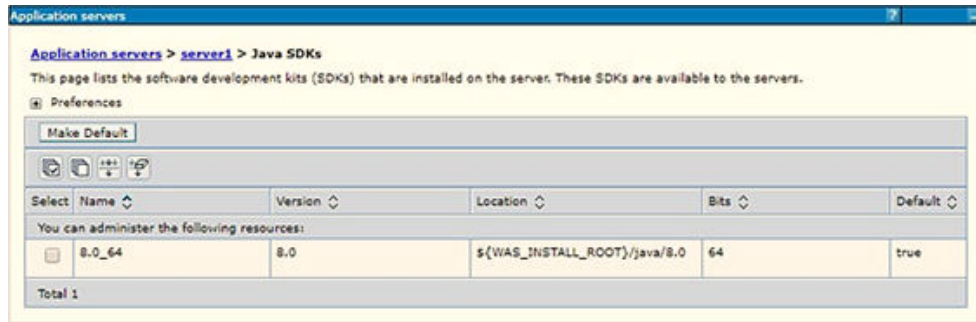 Application servers ?
Application servers > server1 > Java SDKs
This page lists the software development kits (SDKs) that are installed on the server. These SDKs are available to the servers.
Preferences
Make Default
Select Name Version Location Bits Default
You can administer the following resources:
8.0_64 8.0 ${WAS_INSTALL_ROOT}/java/8.0 64 true
Total 1